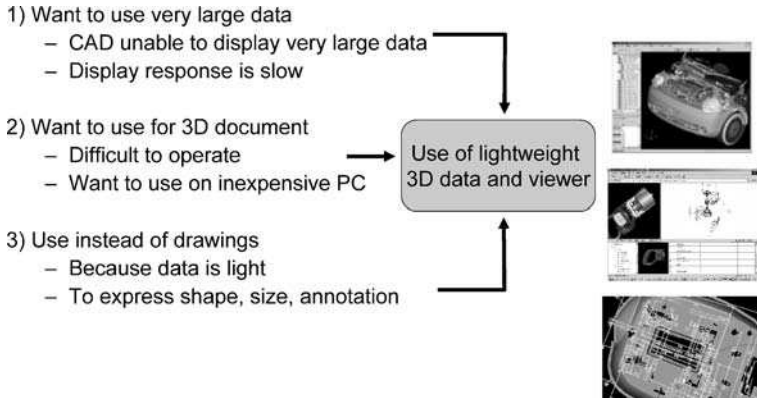 1) Want to use very large data
– CAD unable to display very large data
– Display response is slow
2) Want to use for 3D document
– Difficult to operate
– Want to use on inexpensive PC
3) Use instead of drawings
– Because data is light
– To express shape, size, annotation
Use of lightweight
3D data and viewer